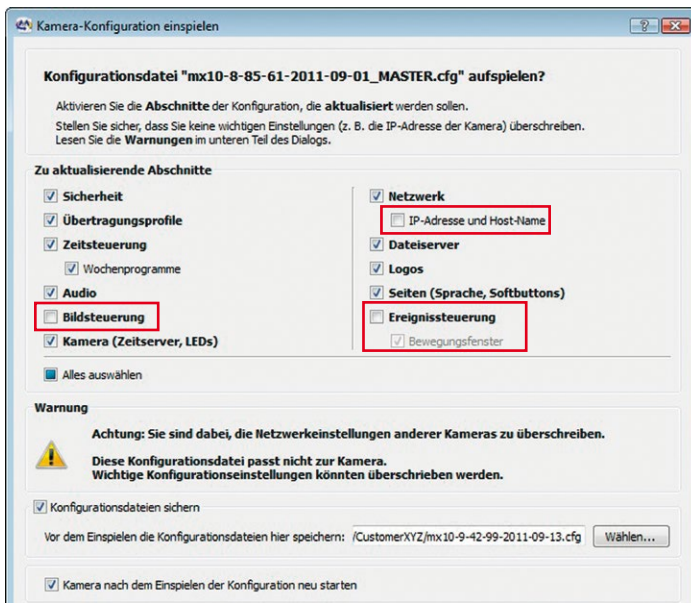 Kamera-Konfiguration einspielen
Konfigurationsdatei "mx10-8-85-61-2011-09-01_MASTER.cfg" aufspielen?
Aktivieren Sie die Abschnitte der Konfiguration, die aktualisiert werden sollen.
Stellen Sie sicher, dass Sie keine wichtigen Einstellungen (z. B. die IP-Adresse der Kamera) überschreiben.
Lesen Sie die Warnungen im unteren Teil des Dialogs.
Zu aktualisierende Abschnitte
Sicherheit
Übertragungsprofile
Zeitsteuerung
Wochenprogramme
Audio
Bildsteuerung
Kamera (Zeitserver, LEDs)
Netzwerk
IP-Adresse und Host-Name
Dateiserver
Logos
Seiten (Sprache, Softbuttons)
Ereignissteuerung
Bewegungsfenster
Alles auswählen
Warnung
Achtung: Sie sind dabei, die Netzwerkeinstellungen anderer Kameras zu überschreiben.
Diese Konfigurationsdatei passt nicht zur Kamera.
Wichtige Konfigurationseinstellungen könnten überschrieben werden.
Konfigurationsdateien sichern
Vor dem Einspielen die Konfigurationsdateien hier speichern: /CustomerXYZ/mx10-9-42-99-2011-09-13.cfg Wählen...
Kamera nach dem Einspielen der Konfiguration neu starten